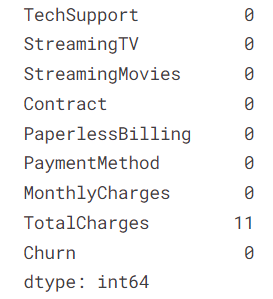 TechSupport 0
StreamingTV 0
StreamingMovies 0
Contract 0
PaperlessBilling 0
PaymentMethod 0
MonthlyCharges 0
TotalCharges 11
Churn 0
dtype: int64